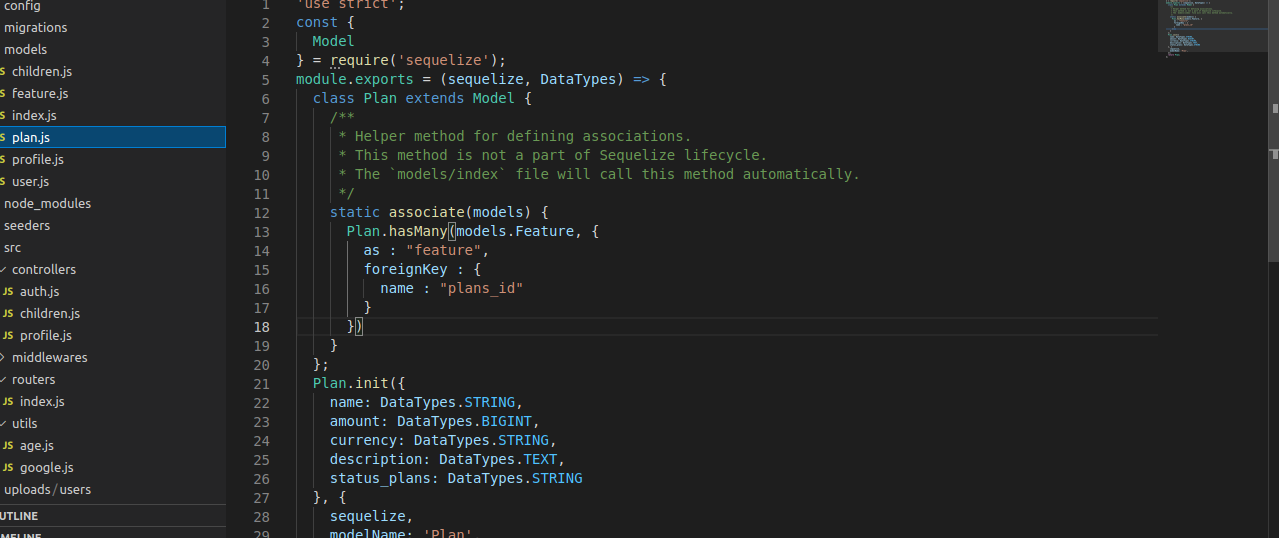 config
migrations
models
children.js
feature.js
index.js
plan.js
profile.js
user.js
node_modules
seeders
src
controllers
JS auth.js
JS children.js
JS profile.js
middlewares
routers
JS index.js
utils
JS age.js
JS google.js
uploads/users
UTLINE
MELINE
1 'use strict';
2 const {
3 Model
4 } = require('sequelize');
5 module.exports = (sequelize, DataTypes) => {
6 class Plan extends Model {
7 /**
8 * Helper method for defining associations.
9 * This method is not a part of Sequelize lifecycle.
10 * The `models/index` file will call this method automatically.
11 */
12 static associate(models) {
13 Plan.hasMany(models.Feature, {
14 as : "feature",
15 foreignKey : {
16 name : "plans_id"
17 }
18 })
19 }
20 };
21 Plan.init({
22 name: DataTypes.STRING,
23 amount: DataTypes.BIGINT,
24 currency: DataTypes.STRING,
25 description: DataTypes.TEXT,
26 status_plans: DataTypes.STRING
27 }, {
28 sequelize,
29 modelName: 'Plan',